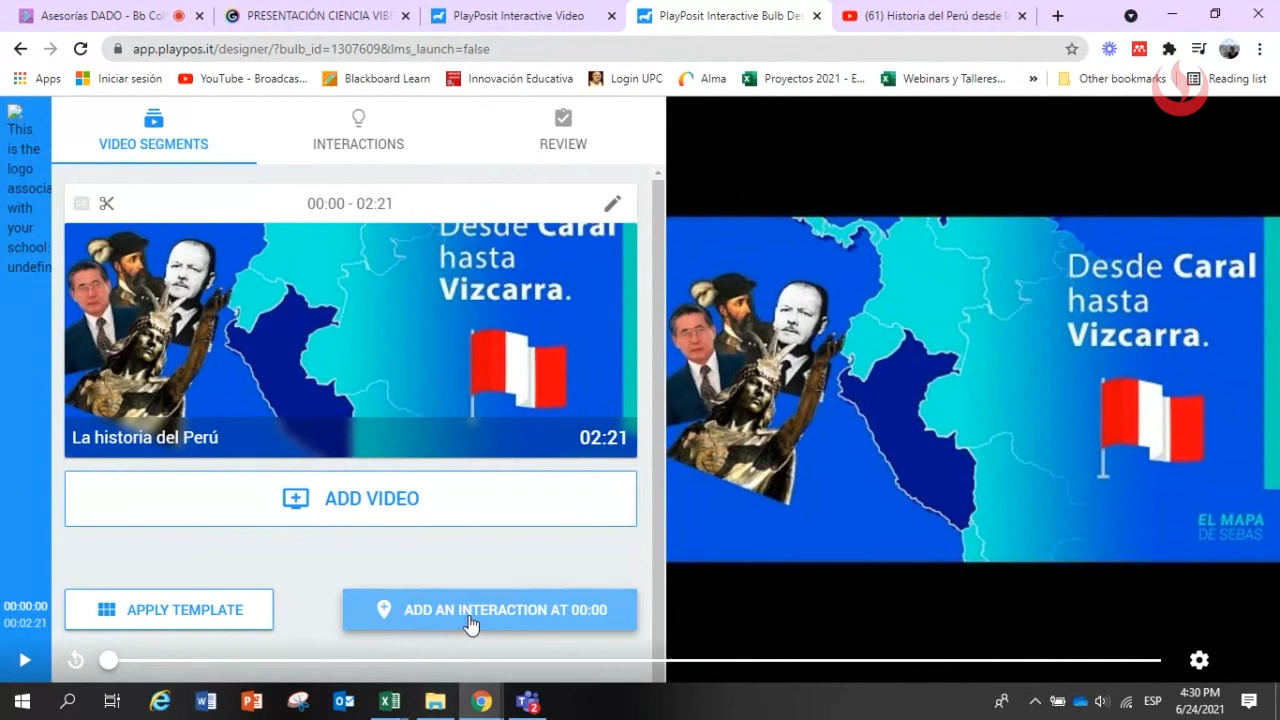 Asesorías DADO - Bb Coll
PRESENTACIÓN CIENCIA VIBE
PlayPosit Interactive Video
PlayPosit Interactive Bulb Des
(61) Historia del Perú desde
app.playpos.it/designer/?bulb_id=1307609&lms_launch=false
Apps
Iniciar sesión
YouTube - Broadcas...
Blackboard Learn
Innovación Educativa
Login UPC
Alma
Proyectos 2021 - E...
Webinars y Talleres...
»
Other bookmarks
Reading list
This
is the
logo
associa
with
your
school:
undefin
VIDEO SEGMENTS
INTERACTIONS
REVIEW
00:00 - 02:21
Desde Caral
hasta
Vizcarra.
La historia del Perú
02:21
ADD VIDEO
APPLY TEMPLATE
ADD AN INTERACTION AT 00:00
00:00:00
00:02:21
Desde Caral
hasta
Vizcarra.
EL MAPA
DE SEBAS
ESP
4:30 PM
6/24/2021